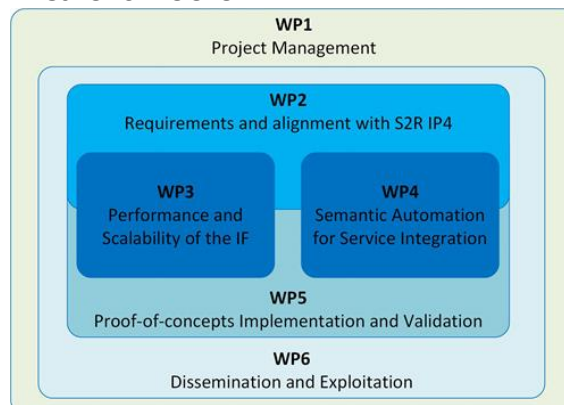 WP1
Project Management
WP2
Requirements and alignment with S2R IP4
WP3
Performance and
Scalability of the IF
WP4
Semantic Automation
for Service Integration
WP5
Proof-of-concepts Implementation and Validation
WP6
Dissemination and Exploitation